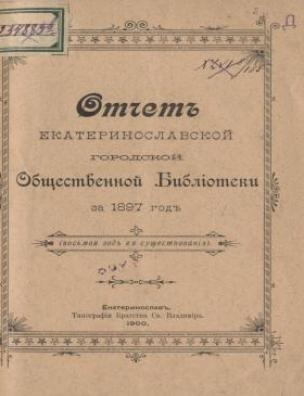 Отчетъ
ЕКАТЕРИНОСЛАВСКОЙ
ГОРОДСКОЙ
Общественной Библіотеки
за 1897 годъ
(восьмой годъ ея существованія).
Екатеринославъ.
Типографія Братства Св. Владиміра.
1900.